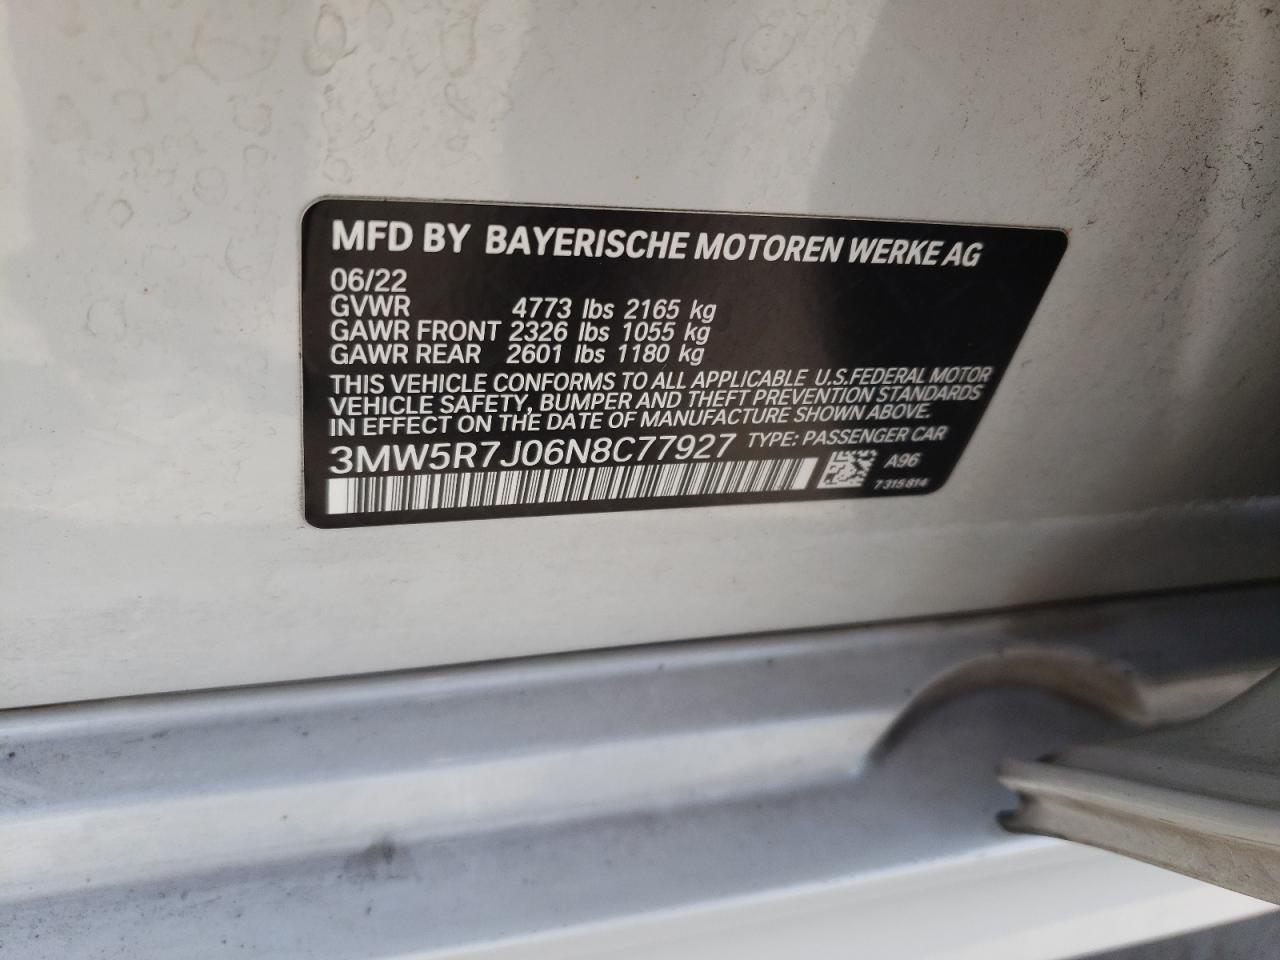 MFD BY BAYERISCHE MOTOREN WERKE AG
06/22
GVWR 4773 lbs 2165 kg
GAWR FRONT 2326 lbs 1055 kg
GAWR REAR 2601 lbs 1180 kg
THIS VEHICLE CONFORMS TO ALL APPLICABLE U.S.FEDERAL MOTOR
VEHICLE SAFETY, BUMPER AND THEFT PREVENTION STANDARDS
IN EFFECT ON THE DATE OF MANUFACTURE SHOWN ABOVE.
3MW5R7J06N8C77927 TYPE: PASSENGER CAR
A96
7315814